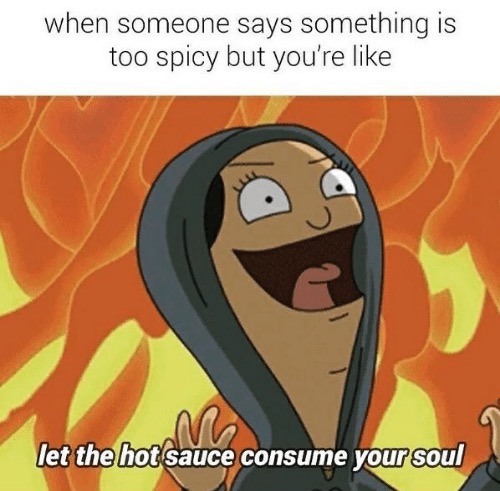 when someone says something is
too spicy but you're like
let the hot sauce consume your soul